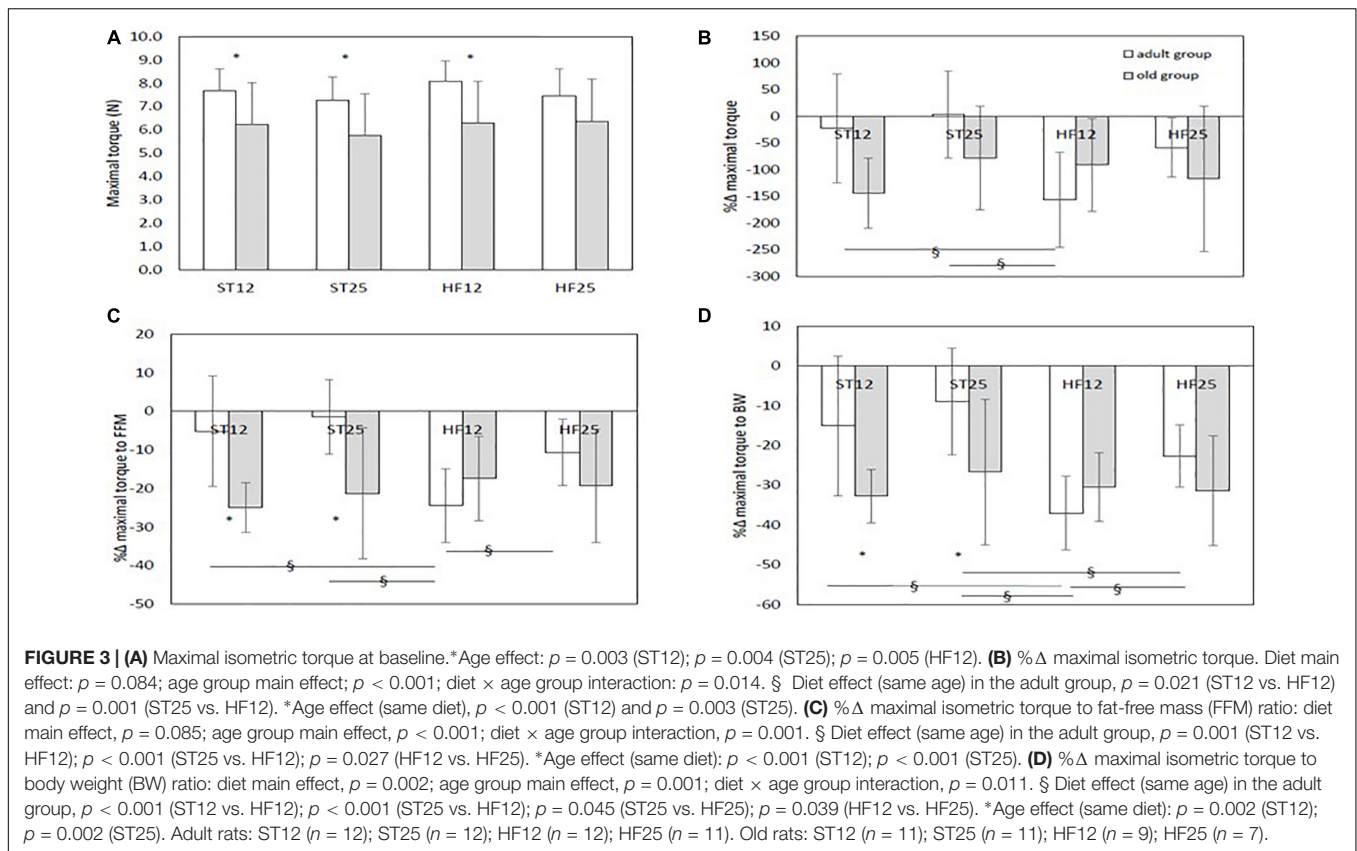 A
Maximal torque (N)
10.0
9.0
8.0
7.0
6.0
5.0
4.0
3.0
2.0
1.0
0.0
* * *
ST12 ST25 HF12 HF25
B
%Δ maximal torque
150
100
50
0
-50
-100
-150
-200
-250
-300
adult group
old group
ST12 ST25 HF12 HF25
§
§
C
%Δ maximal torque to FFM
20
10
0
-10
-20
-30
-40
-50
ST12 ST25 HF12 HF25
* *
§
§
§
D
%Δ maximal torque to BW
10
0
-10
-20
-30
-40
-50
-60
ST12 ST25 HF12 HF25
* *
§
§ §
§
FIGURE 3 | (A) Maximal isometric torque at baseline.*Age effect: p = 0.003 (ST12); p = 0.004 (ST25); p = 0.005 (HF12). (B) %Δ maximal isometric torque. Diet main
effect: p = 0.084; age group main effect; p < 0.001; diet × age group interaction: p = 0.014. § Diet effect (same age) in the adult group, p = 0.021 (ST12 vs. HF12)
and p = 0.001 (ST25 vs. HF12). *Age effect (same diet), p < 0.001 (ST12) and p = 0.003 (ST25). (C) %Δ maximal isometric torque to fat-free mass (FFM) ratio: diet
main effect, p = 0.085; age group main effect, p < 0.001; diet × age group interaction, p = 0.001. § Diet effect (same age) in the adult group, p = 0.001 (ST12 vs.
HF12); p < 0.001 (ST25 vs. HF12); p = 0.027 (HF12 vs. HF25). *Age effect (same diet): p < 0.001 (ST12); p < 0.001 (ST25). (D) %Δ maximal isometric torque to
body weight (BW) ratio: diet main effect, p = 0.002; age group main effect, p = 0.001; diet × age group interaction, p = 0.011. § Diet effect (same age) in the adult
group, p < 0.001 (ST12 vs. HF12); p < 0.001 (ST25 vs. HF12); p = 0.045 (ST25 vs. HF25); p = 0.039 (HF12 vs. HF25). *Age effect (same diet): p = 0.002 (ST12);
p = 0.002 (ST25). Adult rats: ST12 (n = 12); ST25 (n = 12); HF12 (n = 12); HF25 (n = 11). Old rats: ST12 (n = 11); ST25 (n = 11); HF12 (n = 9); HF25 (n = 7).